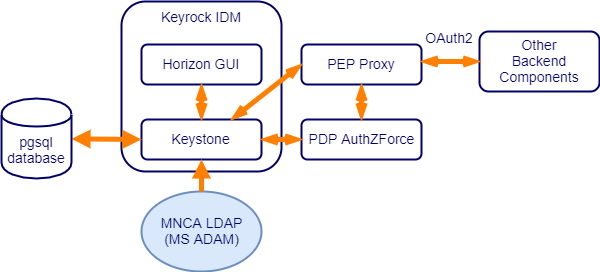 Keyrock IDM
Horizon GUI
PEP Proxy
OAuth2
Other
Backend
Components
pgsql
database
Keystone
PDP AuthZForce
MNCA LDAP
(MS ADAM)